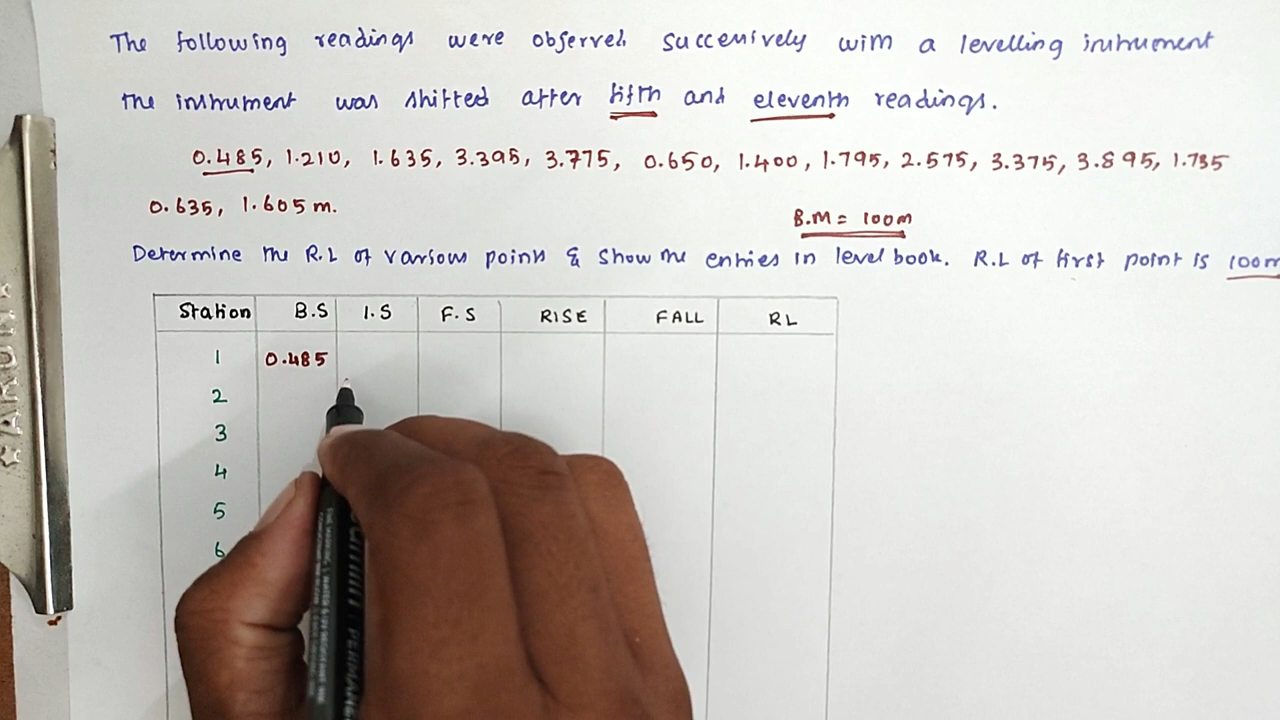 The following readings were observed successively with a levelling instrument
the instrument was shifted after fifth and eleventh readings.
0.485, 1.210, 1.635, 3.395, 3.775, 0.650, 1.400, 1.795, 2.575, 3.375, 3.895, 1.735
0.635, 1.605 m.
B.M = 100m
Determine the R.L of various points & show the entries in level book. R.L of first point is 100m
Station B.S I.S F.S RISE FALL RL
1 0.485
2
3
4
5
6